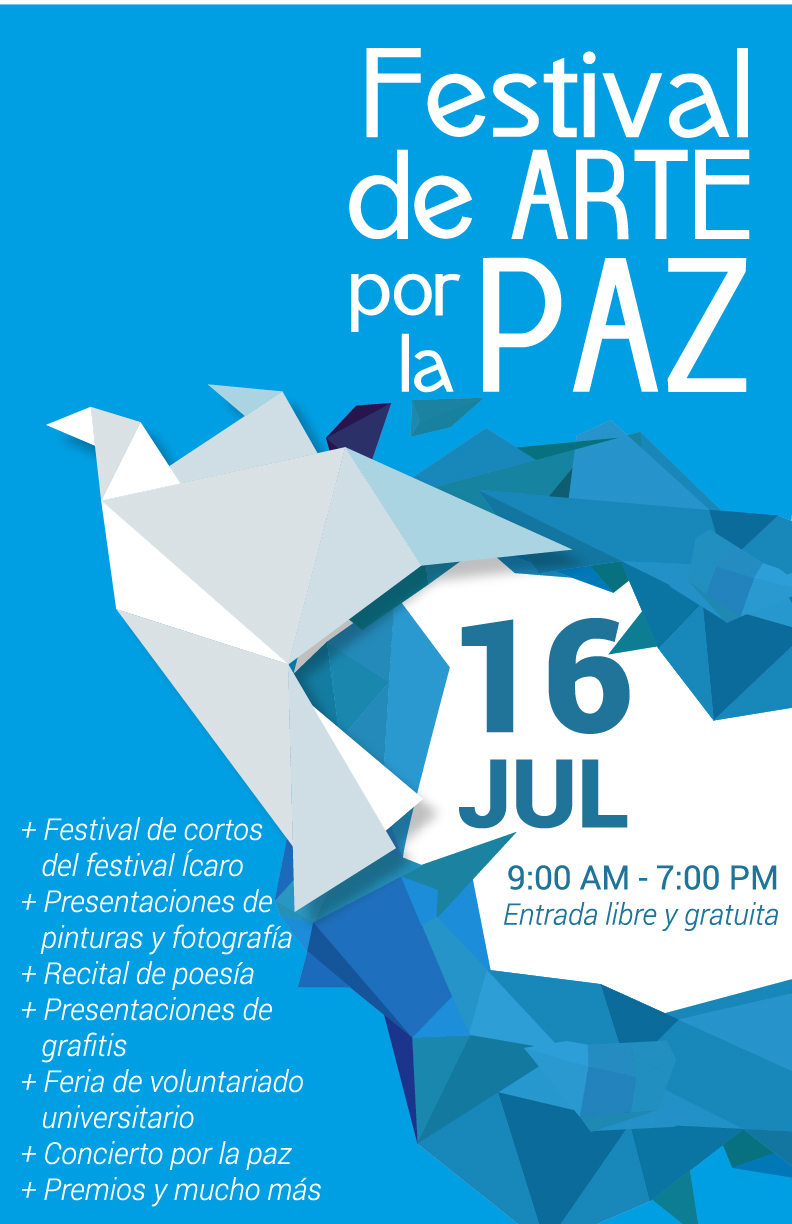 Festival
de ARTE
por
la PAZ
16
JUL
9:00 AM - 7:00 PM
Entrada libre y gratuita
+ Festival de cortos
del festival Ícaro
+ Presentaciones de
pinturas y fotografía
+ Recital de poesía
+ Presentaciones de
grafitis
+ Feria de voluntariado
universitario
+ Concierto por la paz
+ Premios y mucho más